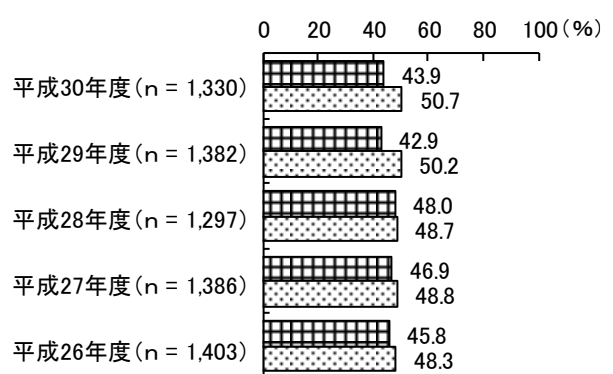 0 20 40 60 80 100(%)
平成30年度(n = 1,330) 43.9
50.7
平成29年度(n = 1,382) 42.9
50.2
平成28年度(n = 1,297) 48.0
48.7
平成27年度(n = 1,386) 46.9
48.8
平成26年度(n = 1,403) 45.8
48.3